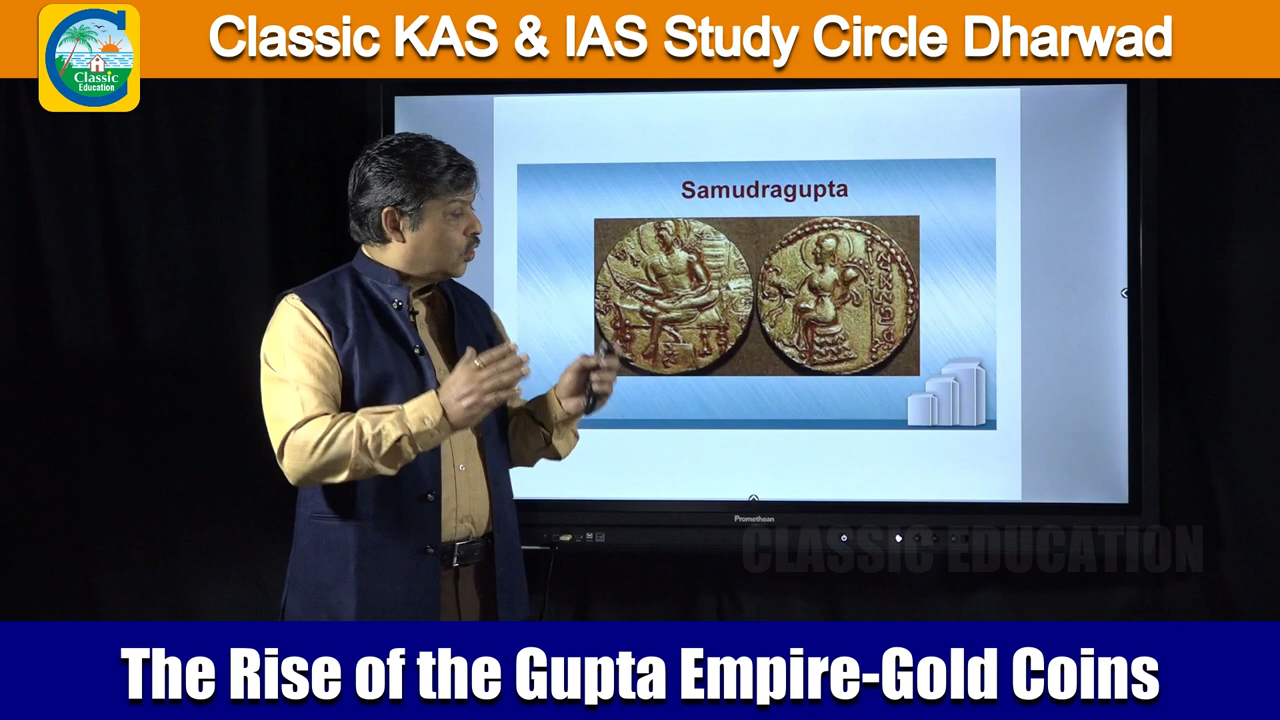 Classic KAS & IAS Study Circle Dharwad
Classic
Education
Samudragupta
Promethean
CLASSIC EDUCATION
The Rise of the Gupta Empire-Gold Coins